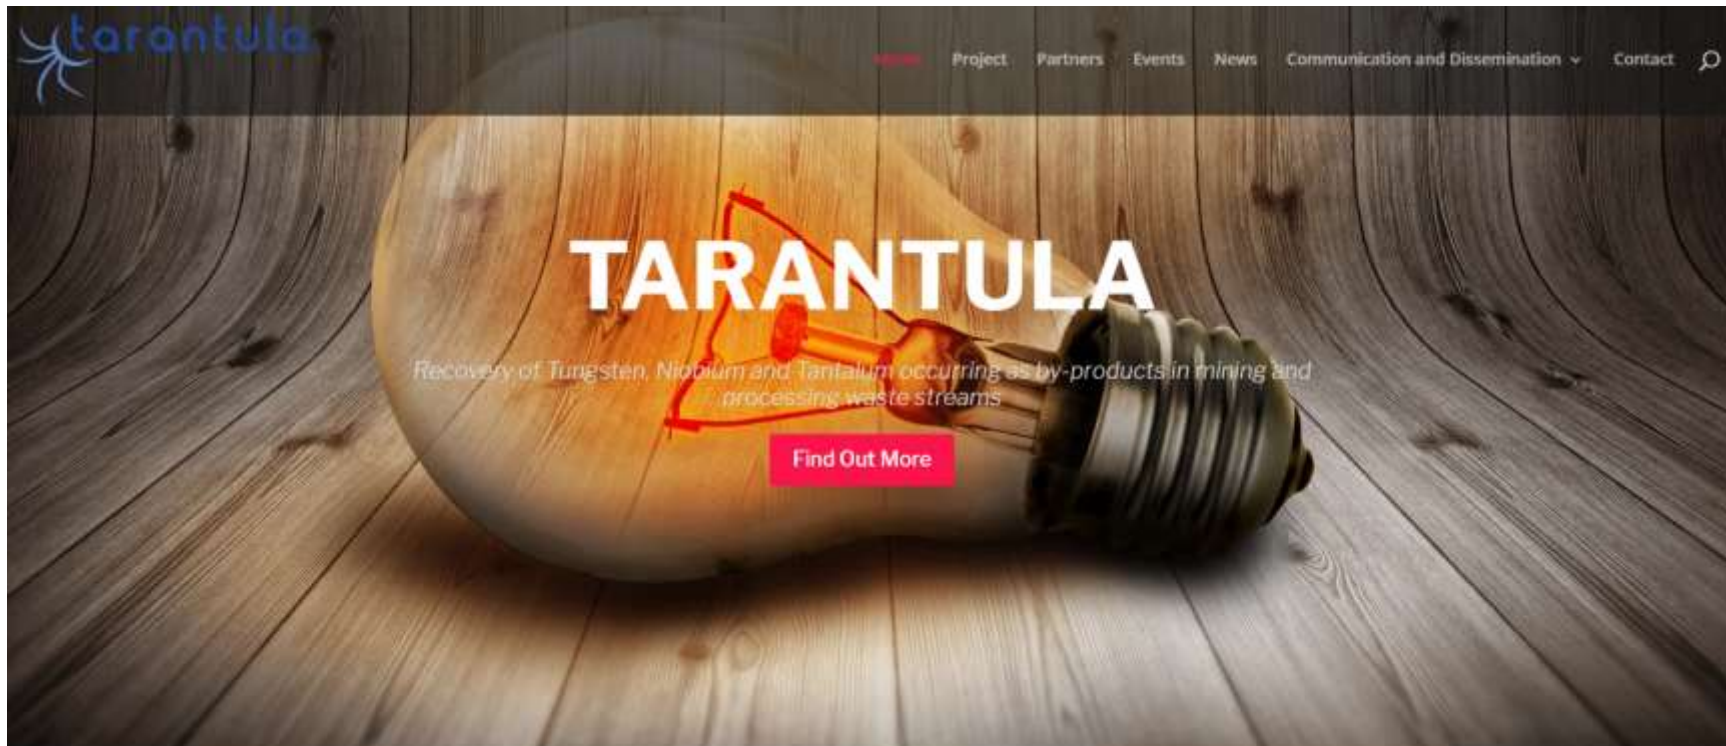 tarantula
Home Project Partners Events News Communication and Dissemination Contact
TARANTULA
Recovery of Tungsten, Niobium and Tantalum occurring as by-products in mining and
processing waste streams
Find Out More